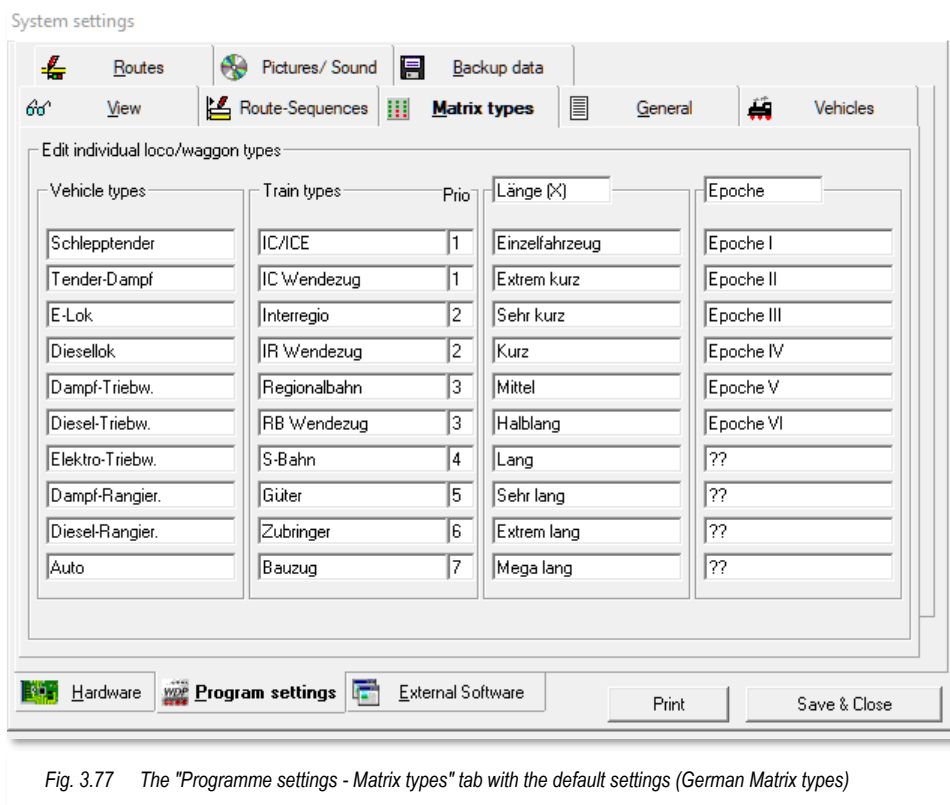 System settings
Routes Pictures/ Sound Backup data
View Route-Sequences Matrix types General Vehicles
Edit individual loco/waggon types
Vehicle types Train types Prio Länge (X) Epoche
Schlepptender IC/ICE 1 Einzelfahrzeug Epoche I
Tender-Dampf IC Wendezug 1 Extrem kurz Epoche II
E-Lok Interregio 2 Sehr kurz Epoche III
Diesellok IR Wendezug 2 Kurz Epoche IV
Dampf-Triebw. Regionalbahn 3 Mittel Epoche V
Diesel-Triebw. RB Wendezug 3 Halblang Epoche VI
Elektro-Triebw. S-Bahn 4 Lang ??
Dampf-Rangier. Güter 5 Sehr lang ??
Diesel-Rangier. Zubringer 6 Extrem lang ??
Auto Bauzug 7 Mega lang ??
Hardware WDP Program settings External Software Print Save & Close
Fig. 3.77 The "Programme settings - Matrix types" tab with the default settings (German Matrix types)